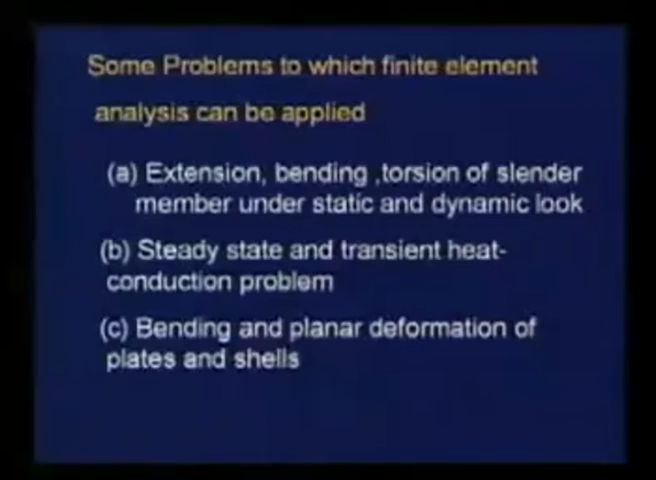 Some Problems to which finite element
analysis can be applied
(a) Extension, bending ,torsion of slender
member under static and dynamic look
(b) Steady state and transient heat-
conduction problem
(c) Bending and planar deformation of
plates and shells